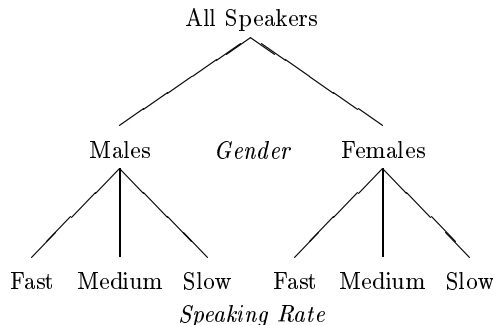 All Speakers
Males Gender Females
Fast Medium Slow Fast Medium Slow
Speaking Rate